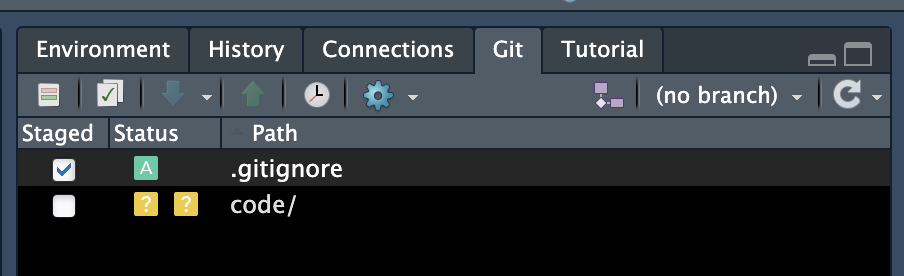 Environment History Connections Git Tutorial
(no branch)
Staged Status Path
A .gitignore
? ? code/